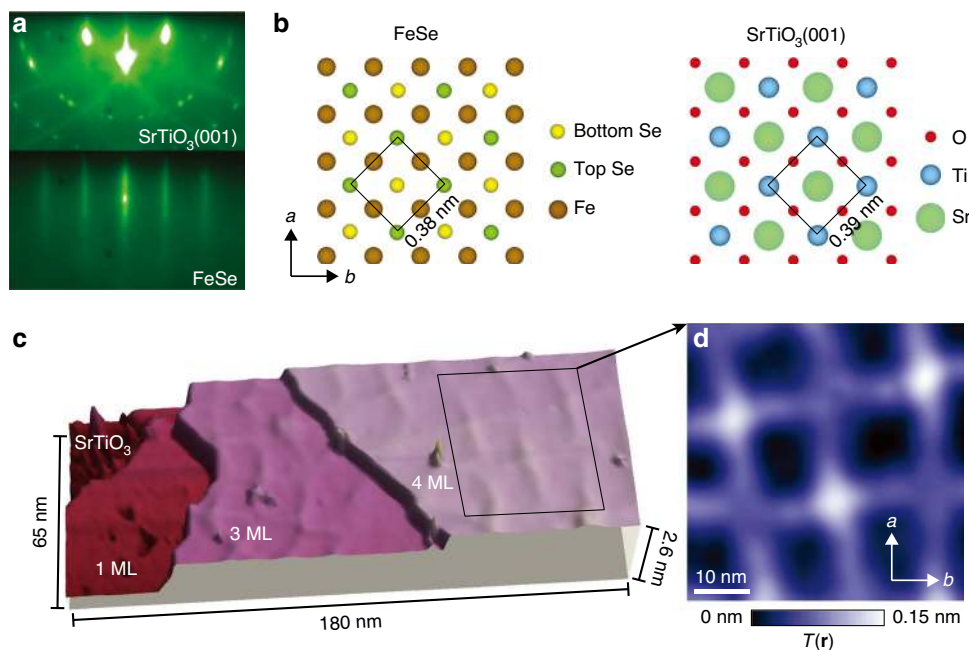 a
SrTiO3(001)
FeSe
b
FeSe
Bottom Se
Top Se
Fe
0.38 nm
a
b
SrTiO3(001)
O
Ti
Sr
0.39 nm
c
SrTiO3
1 ML
3 ML
4 ML
65 nm
180 nm
2.6 nm
d
a
b
10 nm
0 nm
0.15 nm
T(r)